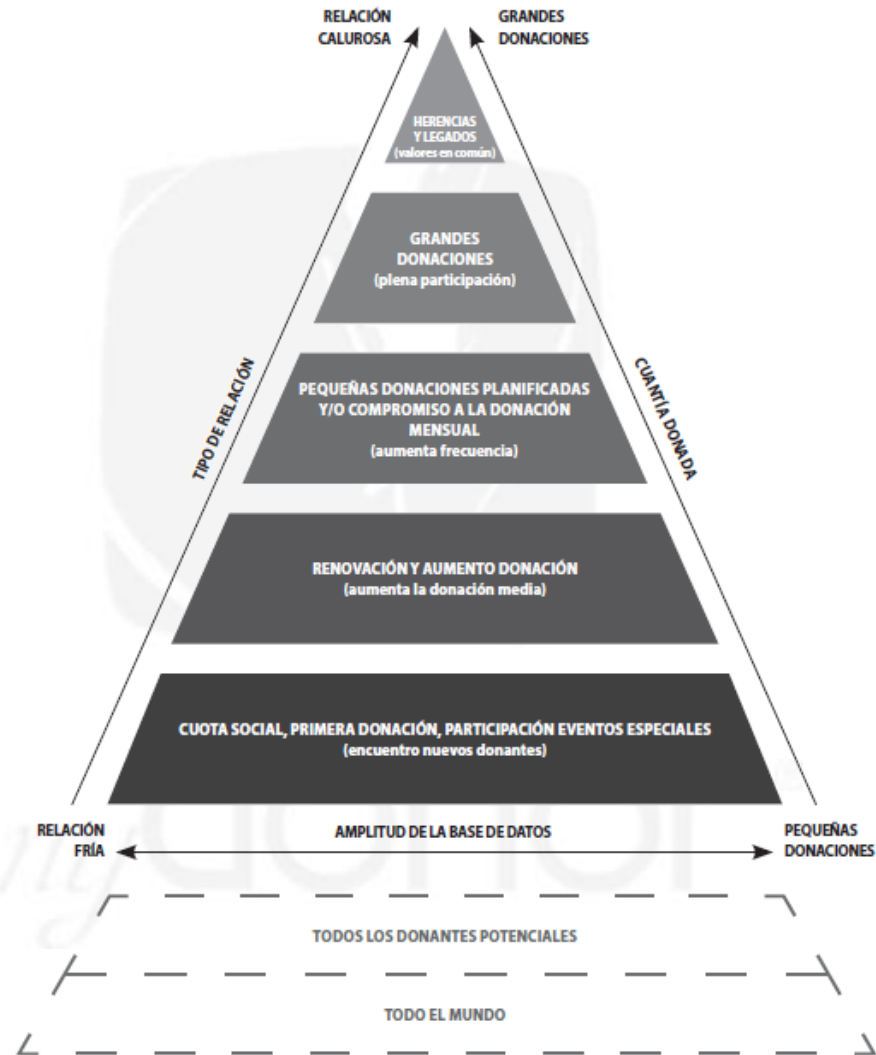 RELACIÓN
CALUROSA
GRANDES
DONACIONES
HERENCIAS
Y LEGADOS
(valores en común)
GRANDES
DONACIONES
(plena participación)
TIPO DE RELACIÓN
CUANTÍA DONADA
PEQUEÑAS DONACIONES PLANIFICADAS
Y/O COMPROMISO A LA DONACIÓN
MENSUAL
(aumenta frecuencia)
RENOVACIÓN Y AUMENTO DONACIÓN
(aumenta la donación media)
CUOTA SOCIAL, PRIMERA DONACIÓN, PARTICIPACIÓN EVENTOS ESPECIALES
(encuentro nuevos donantes)
RELACIÓN
FRÍA
AMPLITUD DE LA BASE DE DATOS
PEQUEÑAS
DONACIONES
my donor ®
TODOS LOS DONANTES POTENCIALES
TODO EL MUNDO